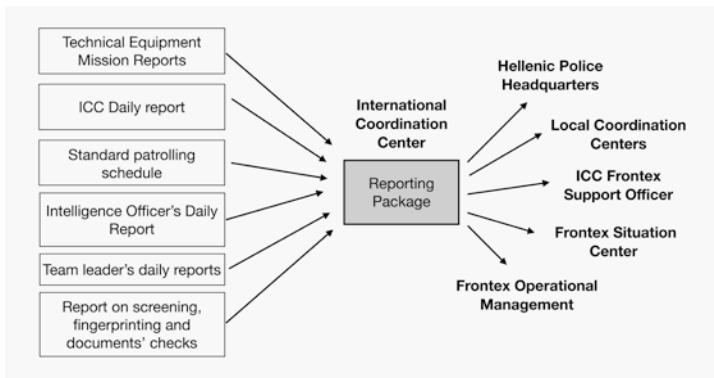 Technical Equipment
Mission Reports
ICC Daily report
Standard patrolling
schedule
Intelligence Officer's Daily
Report
Team leader's daily reports
Report on screening,
fingerprinting and
documents' checks
International
Coordination
Center
Reporting
Package
Hellenic Police
Headquarters
Local Coordination
Centers
ICC Frontex
Support Officer
Frontex Situation
Center
Frontex Operational
Management